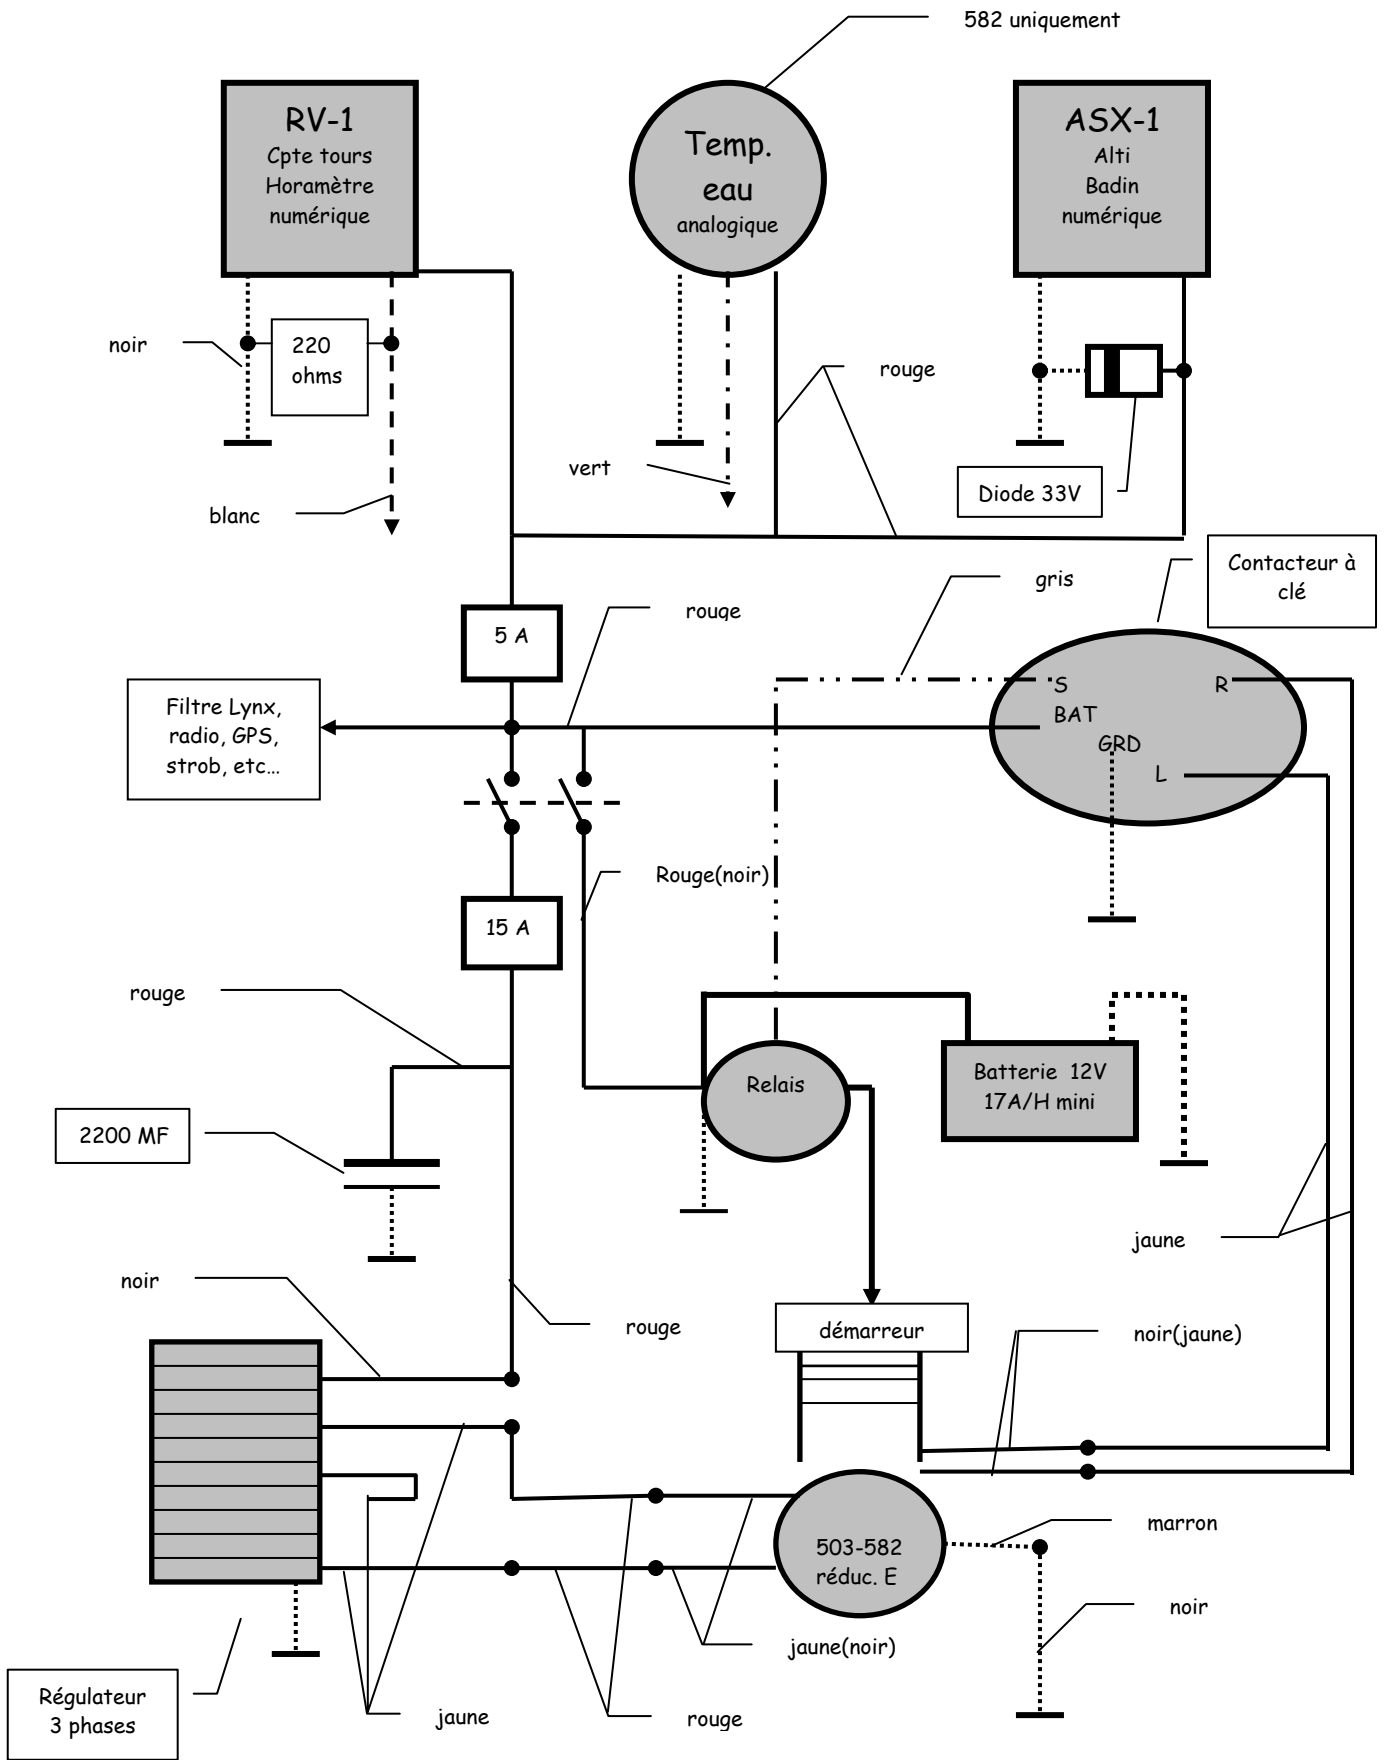 582 uniquement
RV-1
Cpte tours
Horamètre
numérique
Temp.
eau
analogique
ASX-1
Alti
Badin
numérique
noir
220
ohms
rouge
vert
blanc
Diode 33V
Contacteur à
clé
gris
rouge
5 A
S
R
BAT
GRD
L
Filtre Lynx,
radio, GPS,
strob, etc…
Rouge(noir)
15 A
rouge
Relais
Batterie 12V
17A/H mini
2200 MF
jaune
noir
rouge
démarreur
noir(jaune)
marron
503-582
réduc. E
noir
jaune(noir)
Régulateur
3 phases
jaune
rouge